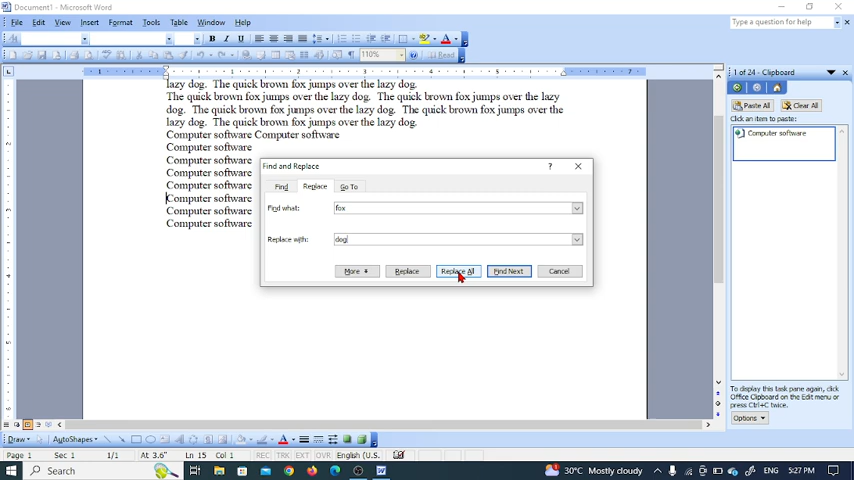 Document1 - Microsoft Word
File Edit View Insert Format Tools Table Window Help
Type a question for help
B I U
110%
Read
1 of 24 - Clipboard
Paste All Clear All
Click an item to paste:
Computer software
lazy dog. The quick brown fox jumps over the lazy dog.
The quick brown fox jumps over the lazy dog. The quick brown fox jumps over the lazy
dog. The quick brown fox jumps over the lazy dog. The quick brown fox jumps over the
lazy dog. The quick brown fox jumps over the lazy dog.
Computer software Computer software
Computer software
Computer software
Computer software
Computer software
Computer software
Computer software
Computer software
Find and Replace
Find Replace Go To
Find what: fox
Replace with: dog
More Replace Replace All Find Next Cancel
To display this task pane again, click
Office Clipboard on the Edit menu or
press Ctrl+C twice.
Options
Draw AutoShapes
Page 1 Sec 1 1/1 At 3.6" Ln 15 Col 1 REC TRK EXT OVR English (U.S.
Search 30°C Mostly cloudy ENG 5:27 PM